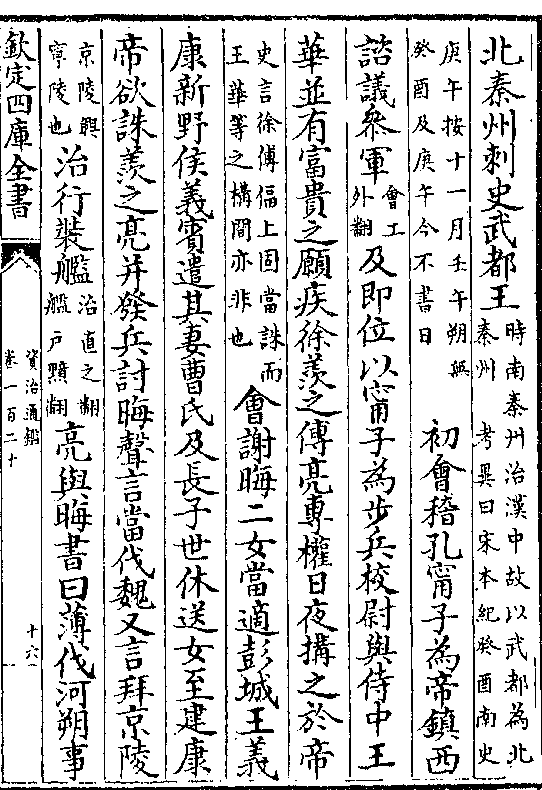 北秦州刺史武都王時南秦州治漢中故以武都為北秦州　考異曰宋本紀癸酉南史
庚午按十一月壬午朔無癸酉及庚午今不書日　初會稽孔甯子為帝鎮西
諮議叅軍會工外翻及即位以甯子為步兵校尉與侍中王
華並有富貴之願疾徐羨之傅亮專權日夜搆之於帝
史言徐傅偪上固當誅而王華等之構間亦非也會謝晦二女當適彭城王義
康新野侯義賓遣其妻曹氏及長子世休送女至建康
帝欲誅羨之亮并發兵討晦聲言當伐魏又言拜京陵
京陵興寧陵也治行裝艦治直之翻艦戶黯翻亮與晦書曰薄伐河朔事
欽定四庫全書
資治通鑑
卷一百二十
十六